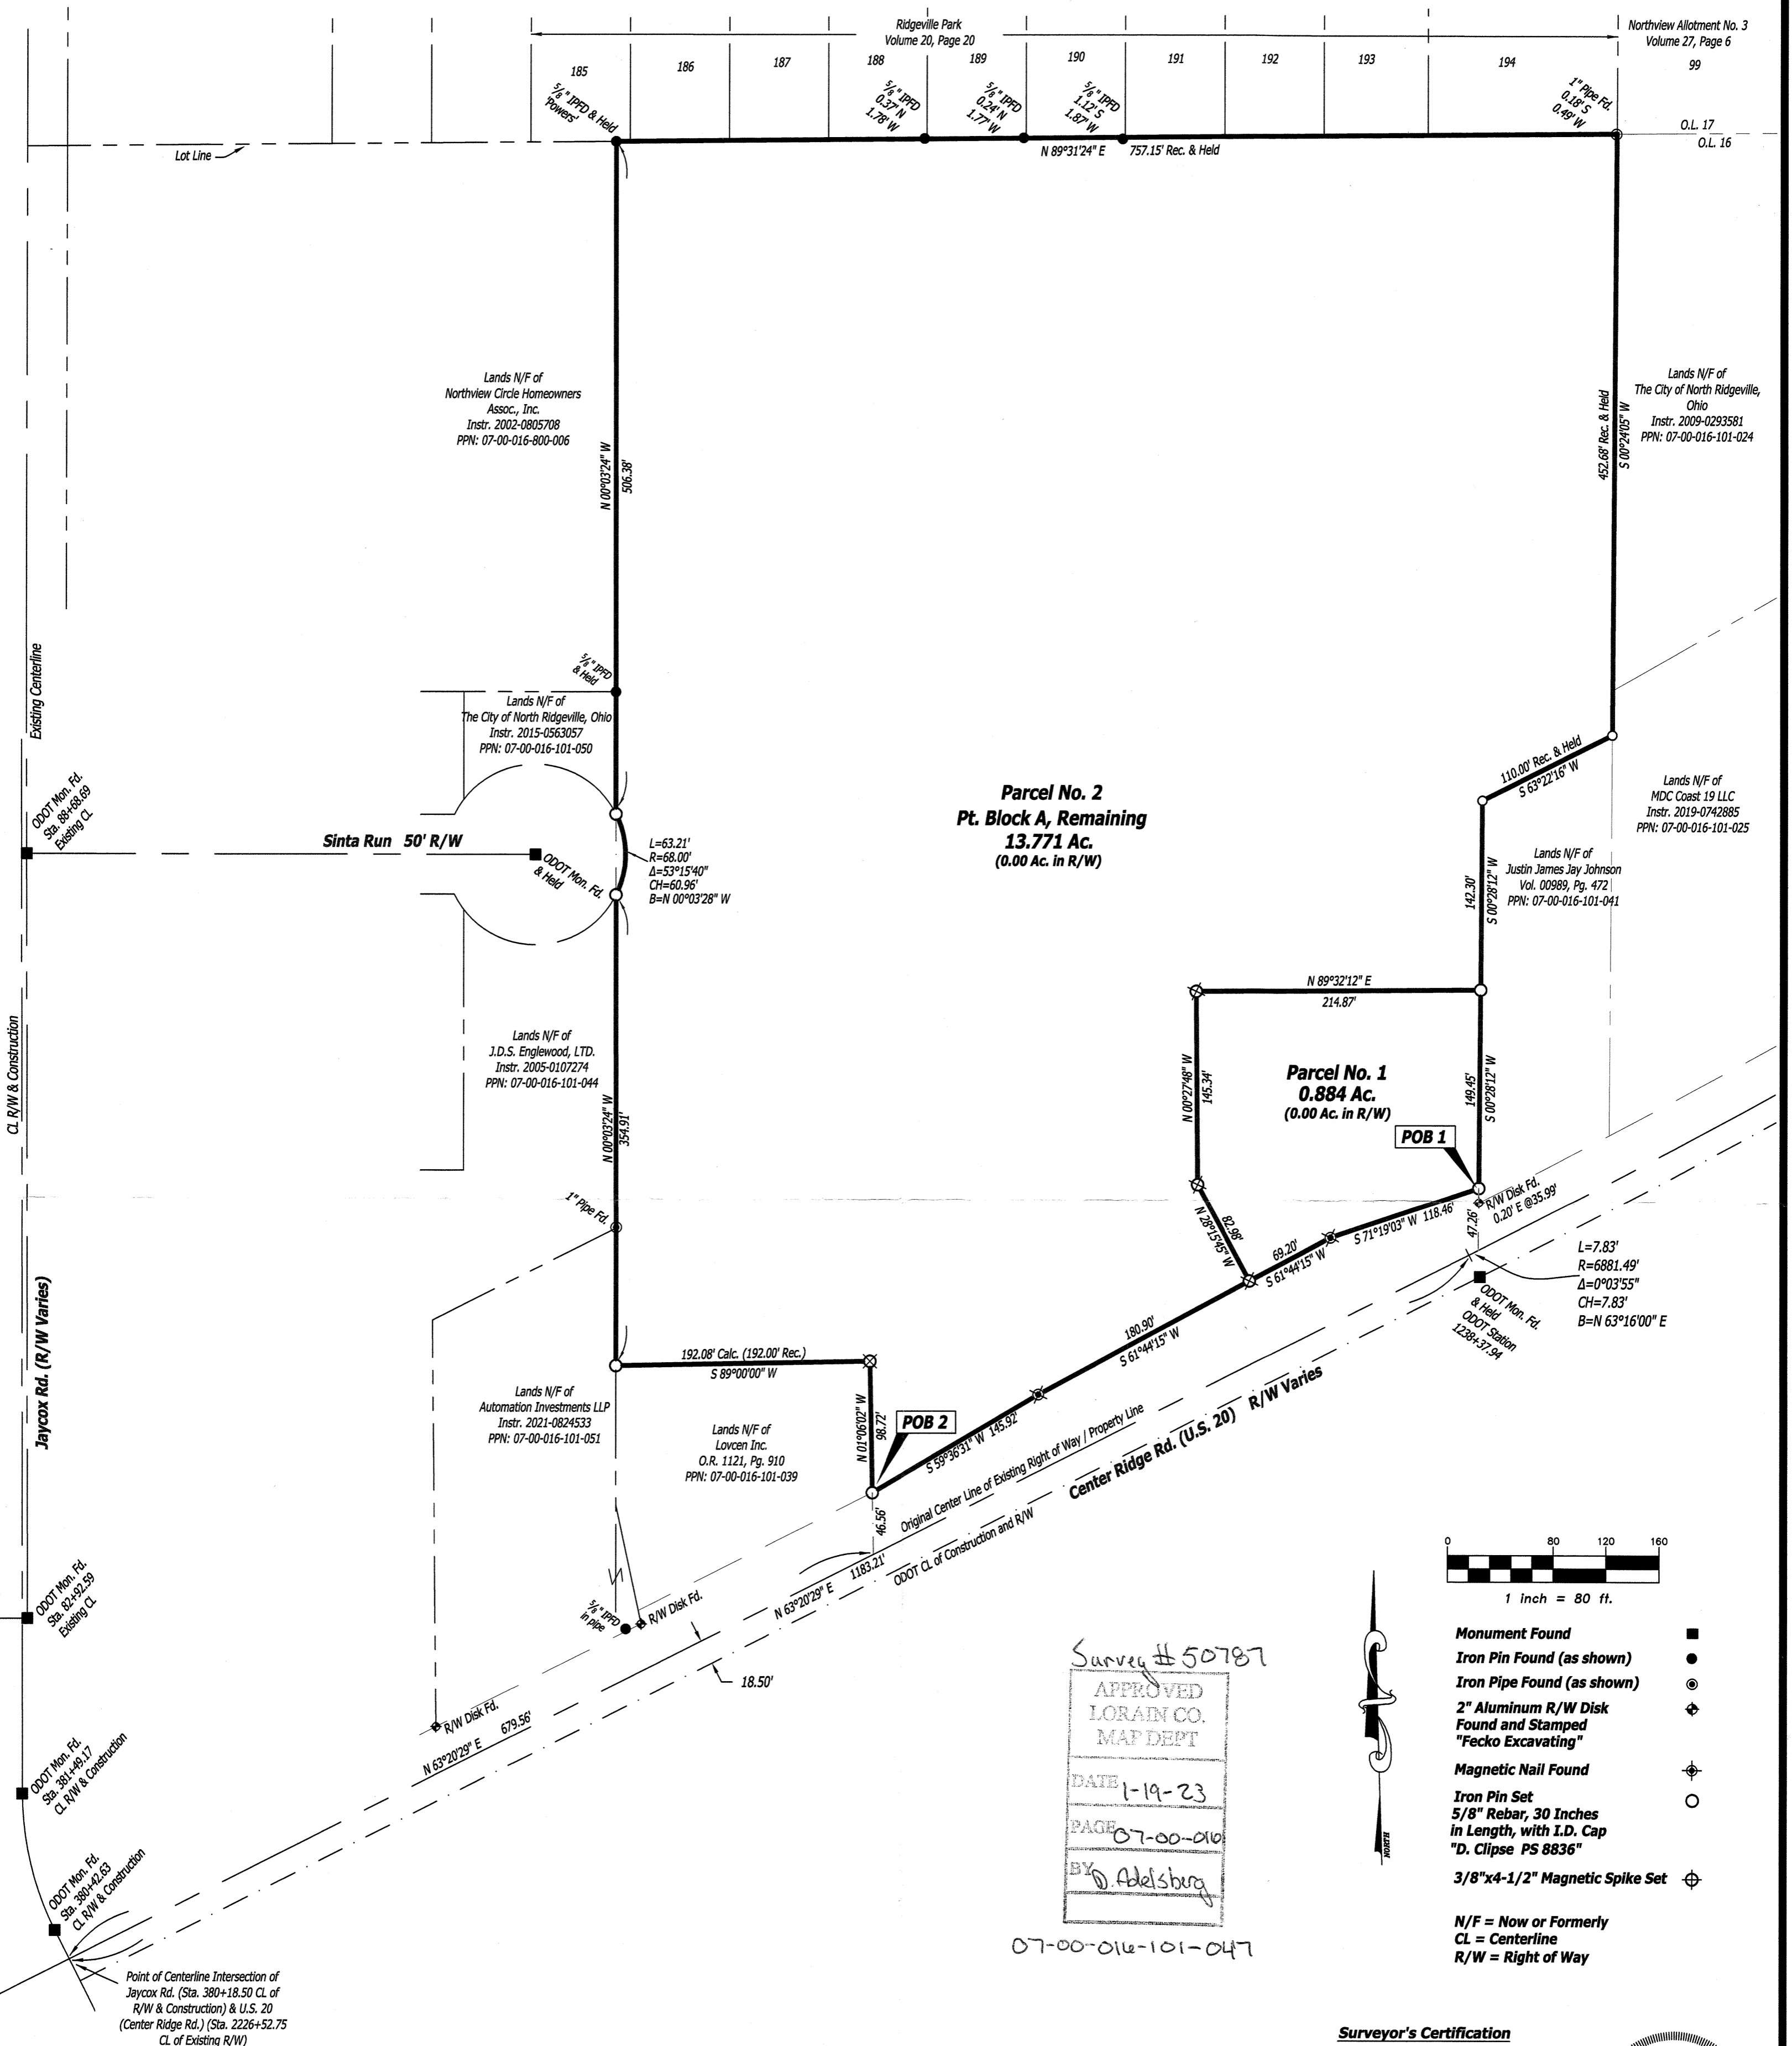 Ridgeville Park
Volume 20, Page 20
Northview Allotment No. 3
Volume 27, Page 6
185
186
187
188
189
190
191
192
193
194
99
5/8" IPFD & Held
'Powers'
5/8" IPFD
0.37' N
1.78' W
5/8" IPFD
0.24' N
1.77' W
5/8" IPFD
1.12' S
1.87' W
1" Pipe Fd.
0.18' S
0.49' W
O.L. 17
O.L. 16
Lot Line
N 89°31'24" E 757.15' Rec. & Held
Lands N/F of
Northview Circle Homeowners
Assoc., Inc.
Instr. 2002-0805708
PPN: 07-00-016-800-006
N 00°03'24" W
506.38'
452.68' Rec. & Held
S 00°24'05" W
Lands N/F of
The City of North Ridgeville,
Ohio
Instr. 2009-0293581
PPN: 07-00-016-101-024
Existing Centerline
5/8" IPFD
& Held
Lands N/F of
The City of North Ridgeville, Ohio
Instr. 2015-0563057
PPN: 07-00-016-101-050
110.00' Rec. & Held
S 63°22'16" W
ODOT Mon. Fd.
Sta. 88+68.69
Existing CL
Sinta Run 50' R/W
ODOT Mon. Fd.
& Held
L=63.21'
R=68.00'
Δ=53°15'40"
CH=60.96'
B=N 00°03'28" W
Parcel No. 2
Pt. Block A, Remaining
13.771 Ac.
(0.00 Ac. in R/W)
Lands N/F of
MDC Coast 19 LLC
Instr. 2019-0742885
PPN: 07-00-016-101-025
Lands N/F of
Justin James Jay Johnson
Vol. 00989, Pg. 472
PPN: 07-00-016-101-041
142.30'
S 00°28'12" W
N 89°32'12" E
214.87'
CL R/W & Construction
Lands N/F of
J.D.S. Englewood, LTD.
Instr. 2005-0107274
PPN: 07-00-016-101-044
N 00°03'24" W
354.91'
N 00°27'48" W
145.34'
Parcel No. 1
0.884 Ac.
(0.00 Ac. in R/W)
149.45'
S 00°28'12" W
POB 1
1" Pipe Fd.
82.98'
N 28°15'45" W
69.20'
S 61°44'15" W
S 71°19'03" W 118.46'
R/W Disk Fd.
0.20' E @35.99'
47.26'
L=7.83'
R=6881.49'
Δ=0°03'55"
CH=7.83'
B=N 63°16'00" E
ODOT Mon. Fd.
& Held
ODOT Station
1238+37.94
Jaycox Rd. (R/W Varies)
192.08' Calc. (192.00' Rec.)
S 89°00'00" W
180.90'
S 61°44'15" W
Lands N/F of
Automation Investments LLP
Instr. 2021-0824533
PPN: 07-00-016-101-051
Lands N/F of
Lovcen Inc.
O.R. 1121, Pg. 910
PPN: 07-00-016-101-039
N 01°06'02" W
98.72'
POB 2
S 59°36'31" W 145.92'
Original Center Line of Existing Right of Way / Property Line
Center Ridge Rd. (U.S. 20) R/W Varies
46.56'
ODOT CL of Construction and R/W
N 63°20'29" E 1183.21'
5/8" IPFD
in pipe
R/W Disk Fd.
18.50'
ODOT Mon. Fd.
Sta. 82+92.59
Existing CL
R/W Disk Fd.
N 63°20'29" E 679.56'
ODOT Mon. Fd.
Sta. 381+49.17
CL R/W & Construction
ODOT Mon. Fd.
Sta. 380+42.63
CL R/W & Construction
Point of Centerline Intersection of
Jaycox Rd. (Sta. 380+18.50 CL of
R/W & Construction) & U.S. 20
(Center Ridge Rd.) (Sta. 2226+52.75
CL of Existing R/W)
0 80 120 160
1 inch = 80 ft.
NORTH
Monument Found
Iron Pin Found (as shown)
Iron Pipe Found (as shown)
2" Aluminum R/W Disk
Found and Stamped
"Fecko Excavating"
Magnetic Nail Found
Iron Pin Set
5/8" Rebar, 30 Inches
in Length, with I.D. Cap
"D. Clipse PS 8836"
3/8"x4-1/2" Magnetic Spike Set
N/F = Now or Formerly
CL = Centerline
R/W = Right of Way
Survey # 50787
APPROVED
LORAIN CO.
MAP DEPT
DATE 1-19-23
PAGE 07-00-016
BY D. Adelsberg
07-00-016-101-047
Surveyor's Certification